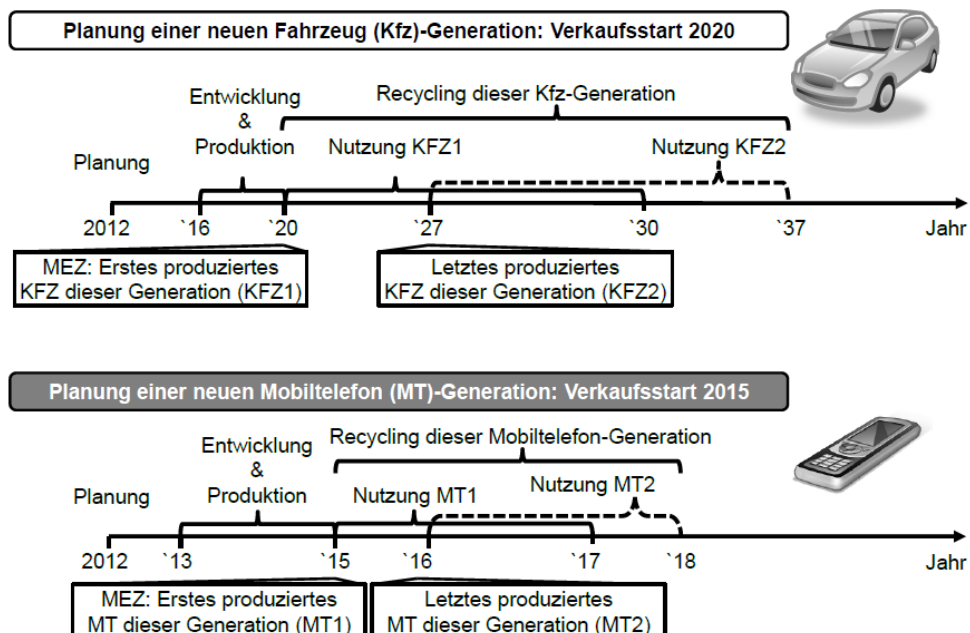 Planung einer neuen Fahrzeug (Kfz)-Generation: Verkaufsstart 2020
Entwicklung
&
Produktion
Recycling dieser Kfz-Generation
Planung
Nutzung KFZ1
Nutzung KFZ2
2012 `16 `20 `27 `30 `37 Jahr
MEZ: Erstes produziertes
KFZ dieser Generation (KFZ1)
Letztes produziertes
KFZ dieser Generation (KFZ2)
Planung einer neuen Mobiltelefon (MT)-Generation: Verkaufsstart 2015
Entwicklung
&
Produktion
Recycling dieser Mobiltelefon-Generation
Planung
Nutzung MT1
Nutzung MT2
2012 `13 `15 `16 `17 `18 Jahr
MEZ: Erstes produziertes
MT dieser Generation (MT1)
Letztes produziertes
MT dieser Generation (MT2)